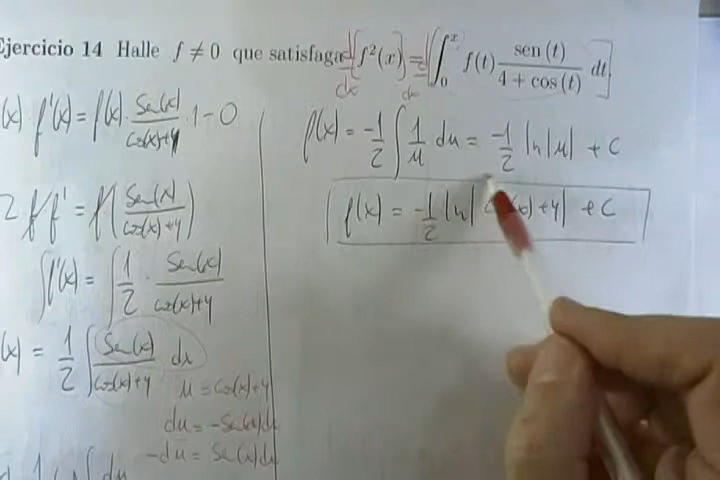 Ejercicio 14 Halle f ≠ 0 que satisfaga d/dx [f²(x)] = d/dx [∫₀ˣ f(t) sen(t)/(4 + cos(t)) dt]
(x) · f'(x) = f(x) · Sen(x)/(cos(x)+4) · 1 - 0
2 f f' = f (Sen(x)/(cos(x)+4))
∫f'(x) = ∫ 1/2 · Sen(x)/(cos(x)+4)
(x) = 1/2 ∫ Sen(x)/(cos(x)+4) dx
u = cos(x)+4
du = -Sen(x)dx
-du = Sen(x)dx
f(x) = -1/2 ∫ 1/u du = -1/2 ln|u| + C
f(x) = -1/2 ln| (x)+4| + C